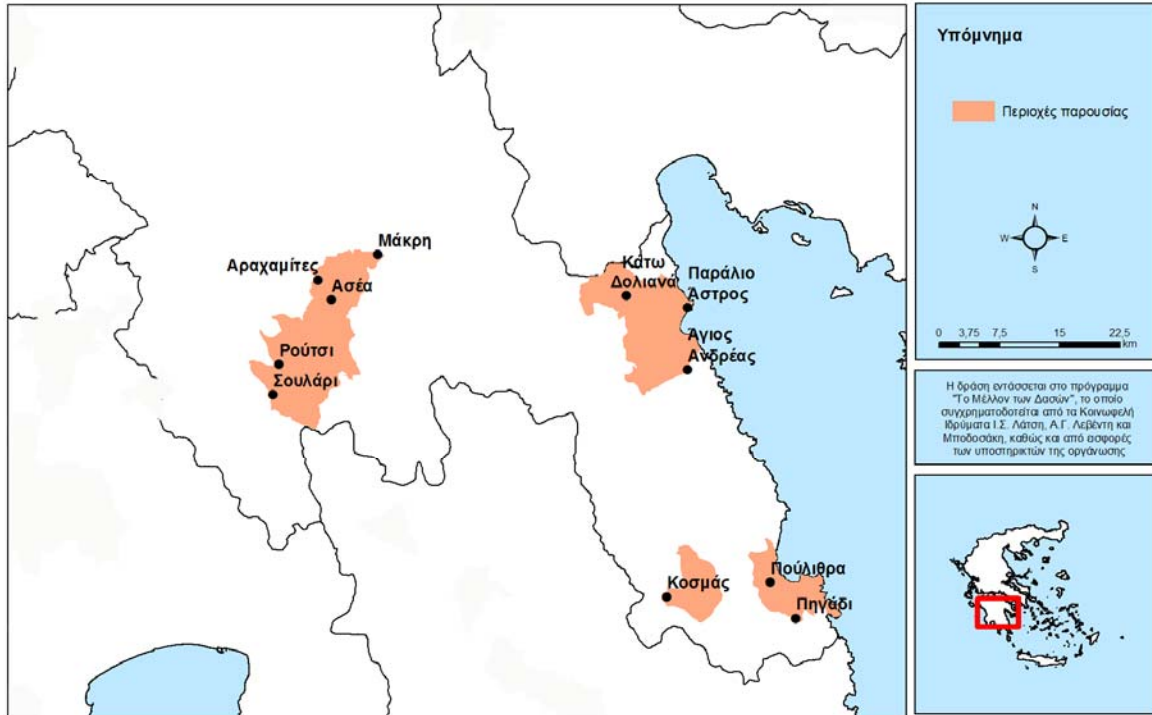 Μάκρη
Αραχαμίτες
Ασέα
Ρούτσι
Σουλάρι
Κάτω
Δολιανά
Παράλιο
Άστρος
Άγιος
Ανδρέας
Κοσμάς
Πούλιθρα
Πηγάδι
Υπόμνημα
Περιοχές παρουσίας
N
W E
S
0 3,75 7,5 15 22,5
km
Η δράση εντάσσεται στο πρόγραμμα
"Το Μέλλον των Δασών", το οποίο
συγχρηματοδοτείται από τα Κοινωφελή
Ιδρύματα Ι.Σ. Λάτση, Α.Γ. Λεβέντη και
Μποδοσάκη, καθώς και από εισφορές
των υποστηρικτών της οργάνωσης